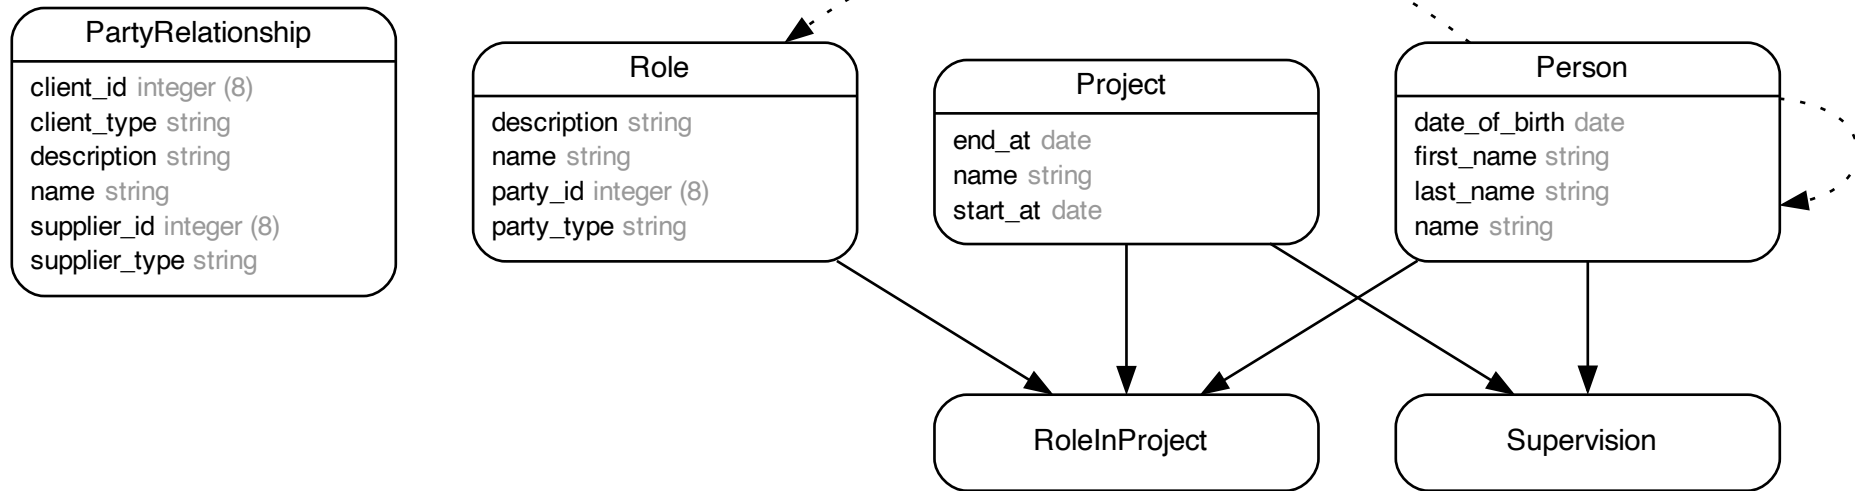 PartyRelationship
client_id integer (8)
client_type string
description string
name string
supplier_id integer (8)
supplier_type string
Role
description string
name string
party_id integer (8)
party_type string
Project
end_at date
name string
start_at date
Person
date_of_birth date
first_name string
last_name string
name string
RoleInProject
Supervision